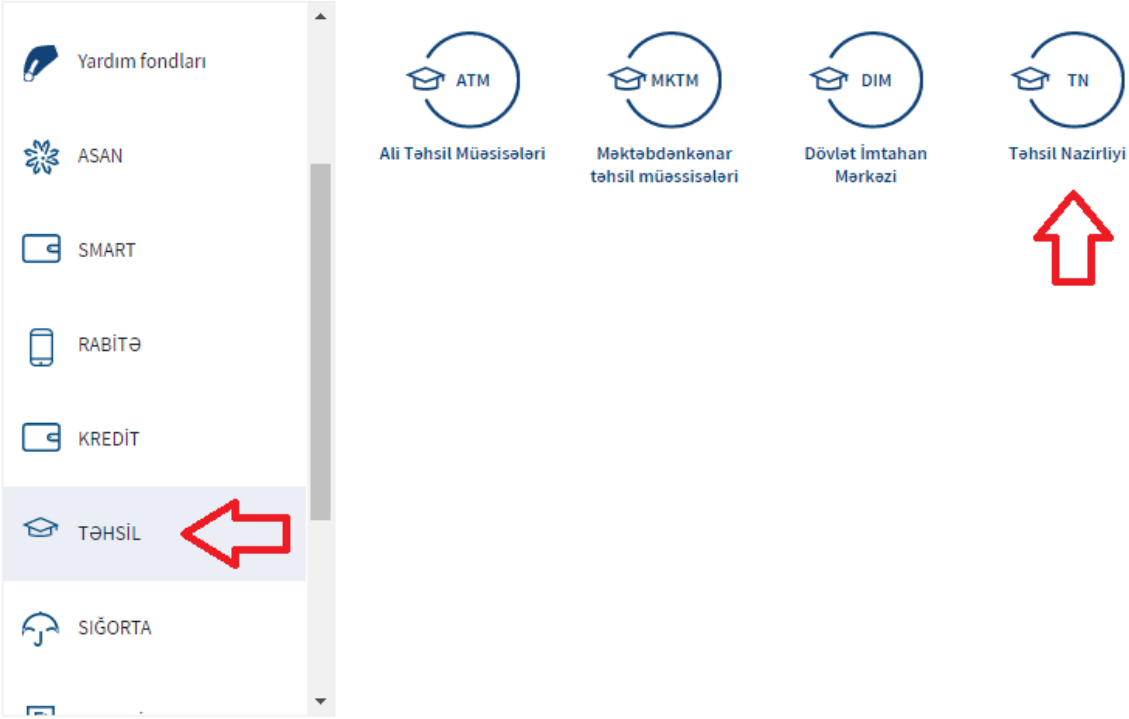 Yardım fondları
ASAN
SMART
RABİTƏ
KREDİT
TƏHSİL
SIĞORTA
ATM
Ali Təhsil Müəsisələri
MKTM
Məktəbdənkənar
təhsil müəssisələri
DIM
Dövlət İmtahan
Mərkəzi
TN
Təhsil Nazirliyi